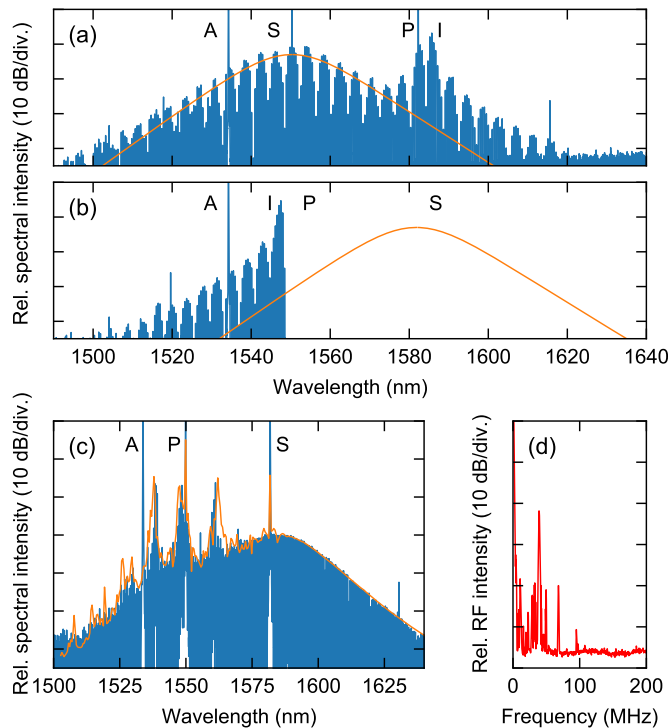 (a) A S P I
Rel. spectral intensity (10 dB/div.)
(b) A I P S
1500 1520 1540 1560 1580 1600 1620 1640
Wavelength (nm)
(c) A P S
Rel. spectral intensity (10 dB/div.)
1500 1525 1550 1575 1600 1625
Wavelength (nm)
(d)
Rel. RF intensity (10 dB/div.)
0 100 200
Frequency (MHz)